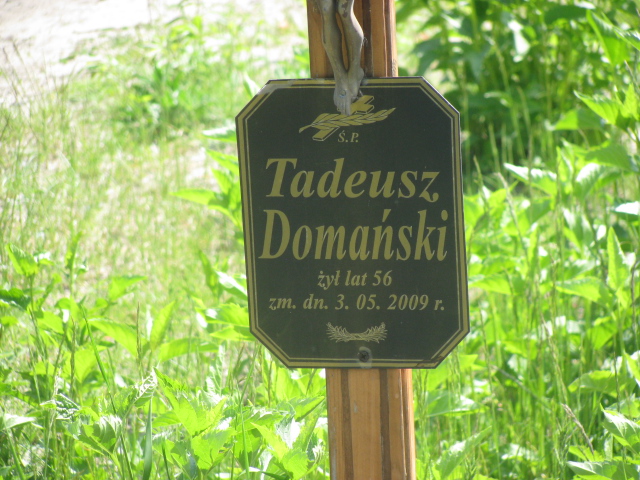 Ś.P.
Tadeusz
Domański
żył lat 56
zm. dn. 3. 05. 2009 r.